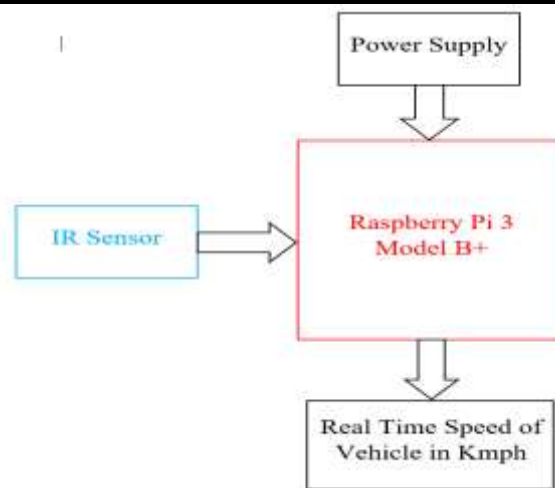 Power Supply
IR Sensor
Raspberry Pi 3
Model B+
Real Time Speed of
Vehicle in Kmph